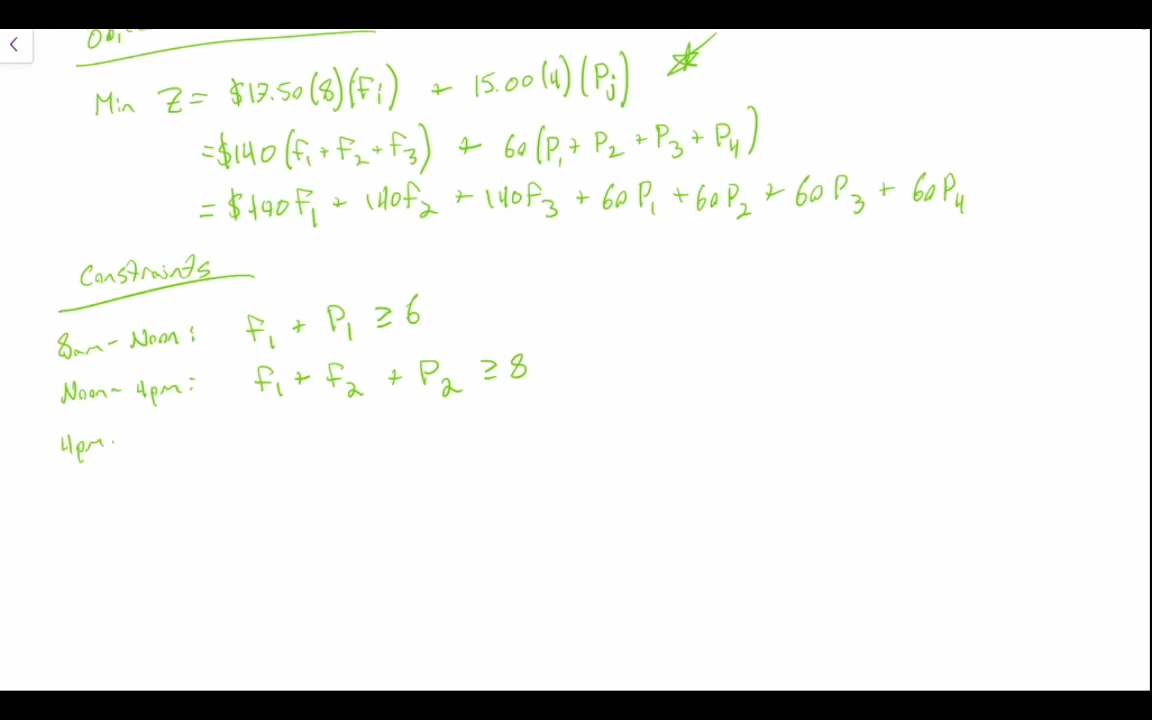 Min Z = $17.50(8)(Fi) + 15.00(4)(Pj)
= $140(f₁ + F₂ + f₃) + 60(P₁ + P₂ + P₃ + P₄)
= $140F₁ + 140f₂ + 140F₃ + 60P₁ + 60P₂ + 60P₃ + 60P₄
Constraints
8am - Noon: f₁ + P₁ ≥ 6
Noon - 4pm: f₁ + f₂ + P₂ ≥ 8
4pm.